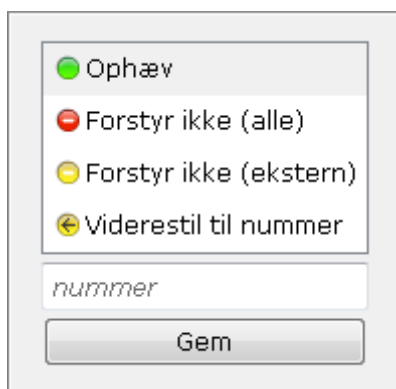 Ophæv
Forstyr ikke (alle)
Forstyr ikke (ekstern)
Viderestil til nummer
nummer
Gem